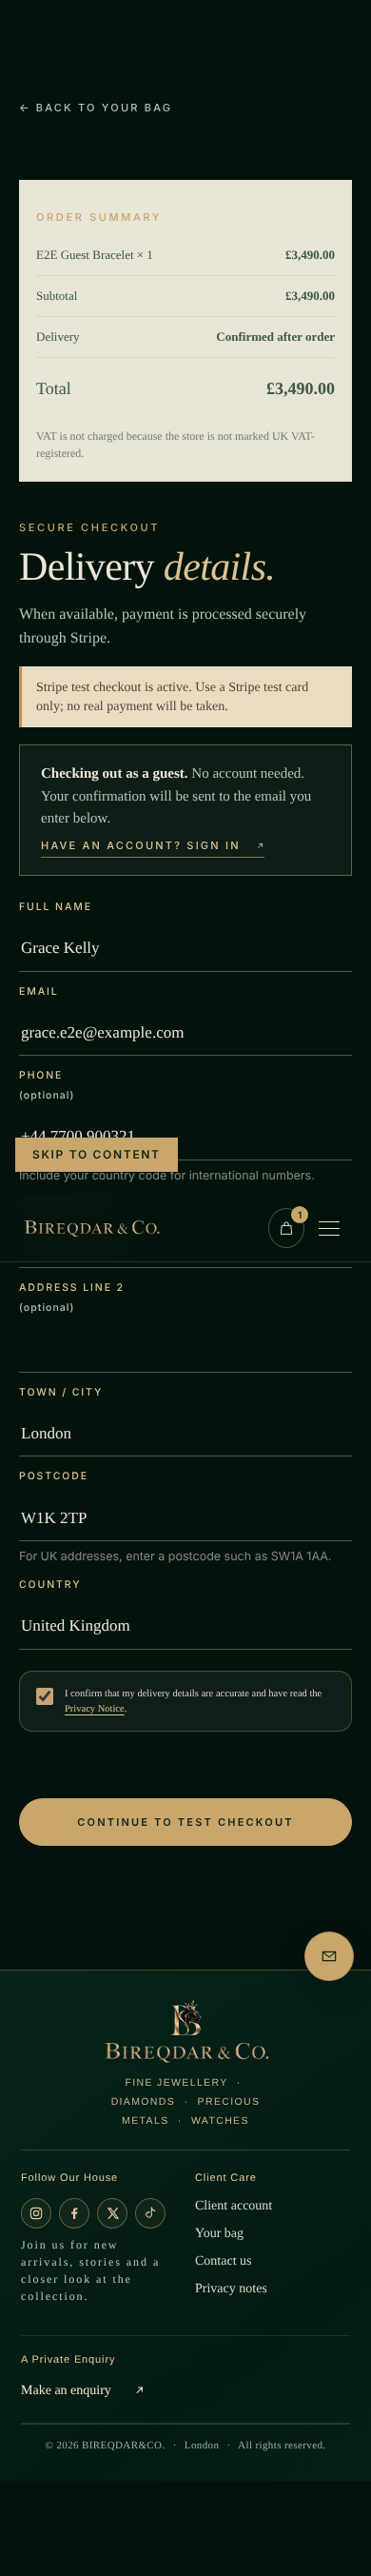 ← BACK TO YOUR BAG
ORDER SUMMARY
E2E Guest Bracelet × 1 £3,490.00
Subtotal £3,490.00
Delivery Confirmed after order
Total £3,490.00
VAT is not charged because the store is not marked UK VAT-
registered.
SECURE CHECKOUT
Delivery details.
When available, payment is processed securely
through Stripe.
Stripe test checkout is active. Use a Stripe test card
only; no real payment will be taken.
Checking out as a guest. No account needed.
Your confirmation will be sent to the email you
enter below.
HAVE AN ACCOUNT? SIGN IN ↗
FULL NAME
Grace Kelly
EMAIL
grace.e2e@example.com
PHONE
(optional)
+44 7700 900321
SKIP TO CONTENT
Include your country code for international numbers.
BIREQDAR & CO.
1
ADDRESS LINE 2
(optional)
TOWN / CITY
London
POSTCODE
W1K 2TP
For UK addresses, enter a postcode such as SW1A 1AA.
COUNTRY
United Kingdom
I confirm that my delivery details are accurate and have read the
Privacy Notice.
CONTINUE TO TEST CHECKOUT
B
BIREQDAR & CO.
FINE JEWELLERY ·
DIAMONDS · PRECIOUS
METALS · WATCHES
Follow Our House
Join us for new
arrivals, stories and a
closer look at the
collection.
Client Care
Client account
Your bag
Contact us
Privacy notes
A Private Enquiry
Make an enquiry ↗
© 2026 BIREQDAR&CO. · London · All rights reserved.